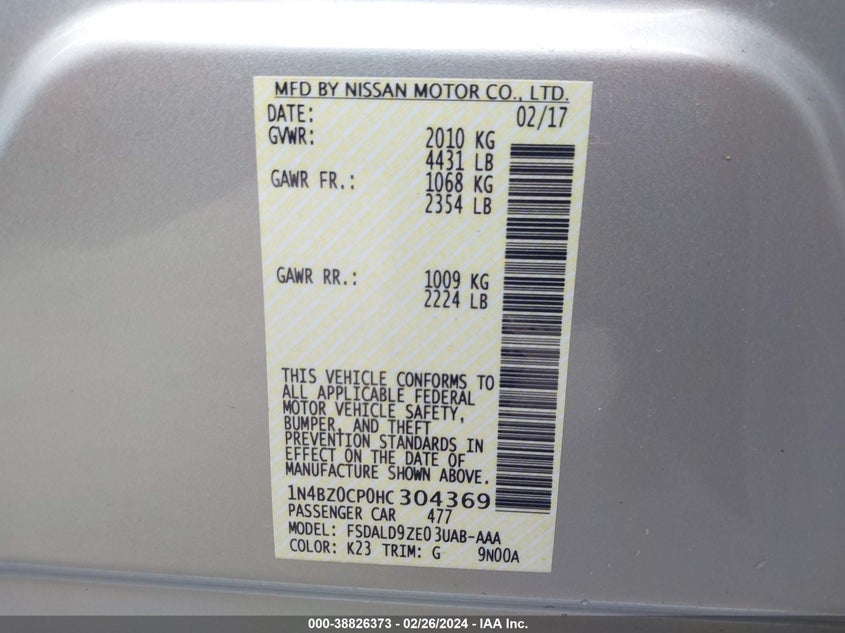 MFD BY NISSAN MOTOR CO., LTD.
DATE: 02/17
GVWR: 2010 KG
4431 LB
GAWR FR.: 1068 KG
2354 LB
GAWR RR.: 1009 KG
2224 LB
THIS VEHICLE CONFORMS TO
ALL APPLICABLE FEDERAL
MOTOR VEHICLE SAFETY,
BUMPER, AND THEFT
PREVENTION STANDARDS IN
EFFECT ON THE DATE OF
MANUFACTURE SHOWN ABOVE.
1N4BZ0CP0HC304369
PASSENGER CAR 477
MODEL: FSDALD9ZE03UAB-AAA
COLOR: K23 TRIM: G 9N00A
000-38826373 - 02/26/2024 - IAA Inc.